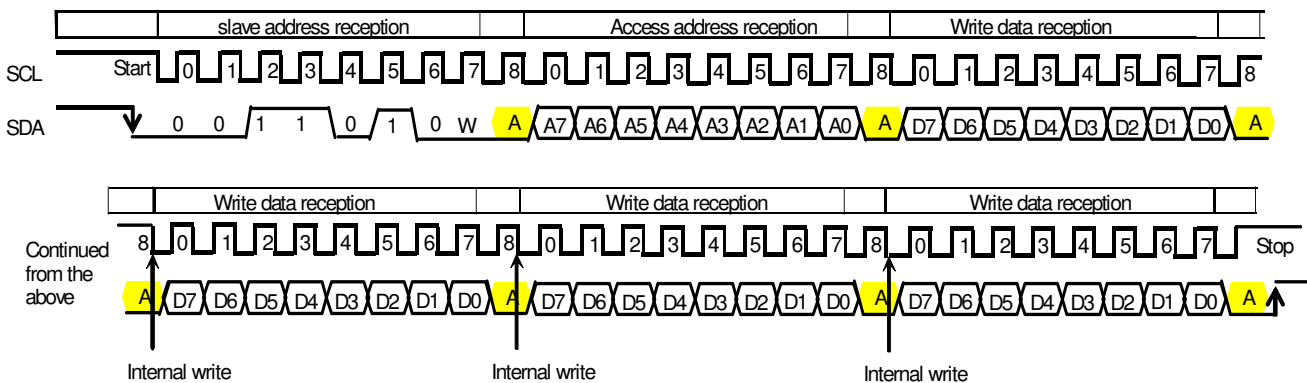 slave address reception Access address reception Write data reception
SCL Start 0 1 2 3 4 5 6 7 8 0 1 2 3 4 5 6 7 8 0 1 2 3 4 5 6 7 8
SDA 0 0 1 1 0 1 0 W A A7 A6 A5 A4 A3 A2 A1 A0 A D7 D6 D5 D4 D3 D2 D1 D0 A
Write data reception Write data reception Write data reception
8 0 1 2 3 4 5 6 7 8 0 1 2 3 4 5 6 7 8 0 1 2 3 4 5 6 7 Stop
Continued
from the
above
A D7 D6 D5 D4 D3 D2 D1 D0 A D7 D6 D5 D4 D3 D2 D1 D0 A D7 D6 D5 D4 D3 D2 D1 D0 A
Internal write Internal write Internal write